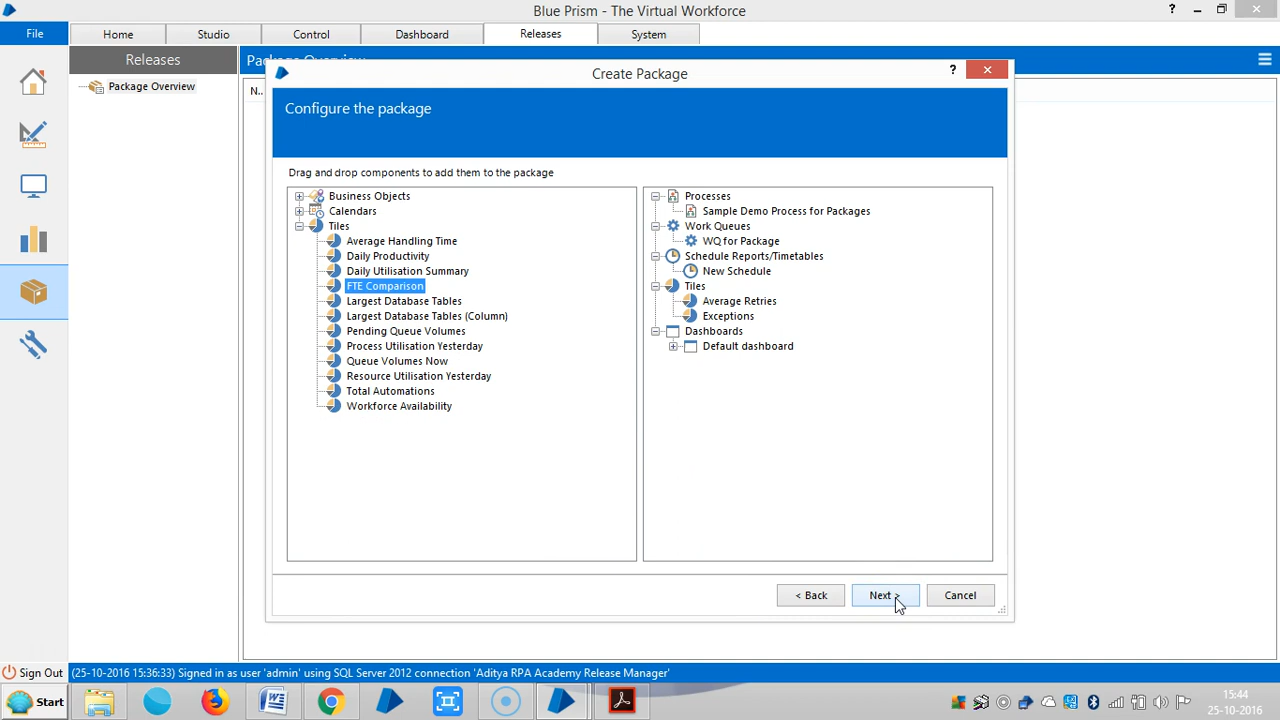 Blue Prism - The Virtual Workforce
?
File
Home
Studio
Control
Dashboard
Releases
System
Releases
Package Overview
N..
Package Overview
Create Package
?
Configure the package
Drag and drop components to add them to the package
Business Objects
Calendars
Tiles
Average Handling Time
Daily Productivity
Daily Utilisation Summary
FTE Comparison
Largest Database Tables
Largest Database Tables (Column)
Pending Queue Volumes
Process Utilisation Yesterday
Queue Volumes Now
Resource Utilisation Yesterday
Total Automations
Workforce Availability
Processes
Sample Demo Process for Packages
Work Queues
WQ for Package
Schedule Reports/Timetables
New Schedule
Tiles
Average Retries
Exceptions
Dashboards
Default dashboard
< Back
Next >
Cancel
Sign Out
(25-10-2016 15:36:33) Signed in as user 'admin' using SQL Server 2012 connection 'Aditya RPA Academy Release Manager'
Start
15:44
25-10-2016